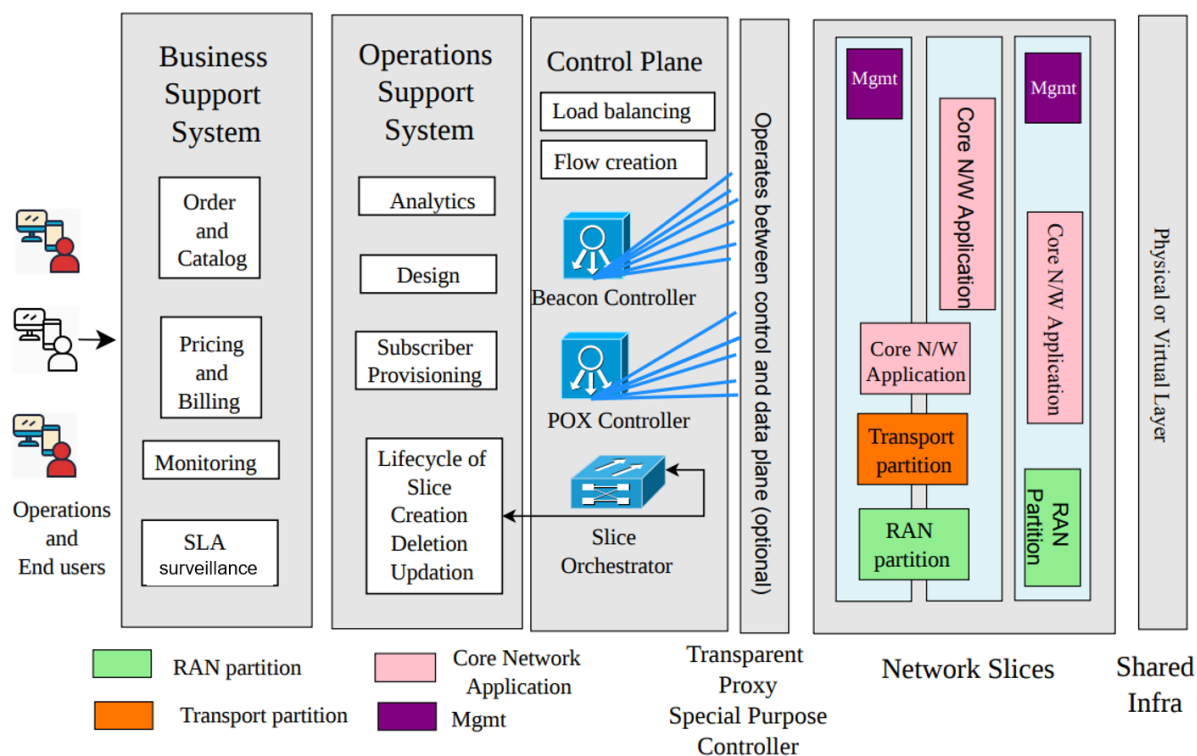 Business
Support
System
Order
and
Catalog
Pricing
and
Billing
Monitoring
SLA
surveillance
Operations
and
End users
Operations
Support
System
Analytics
Design
Subscriber
Provisioning
Lifecycle of
Slice
Creation
Deletion
Updation
Control Plane
Load balancing
Flow creation
Beacon Controller
POX Controller
Slice
Orchestrator
Operates between control and data plane (optional)
Transparent
Proxy
Special Purpose
Controller
Mgmt
Core N/W Application
Mgmt
Core N/W Application
Core N/W
Application
Transport
partition
RAN
partition
RAN
Partition
Network Slices
Physical or Virtual Layer
Shared
Infra
RAN partition
Core Network
Application
Transport partition
Mgmt